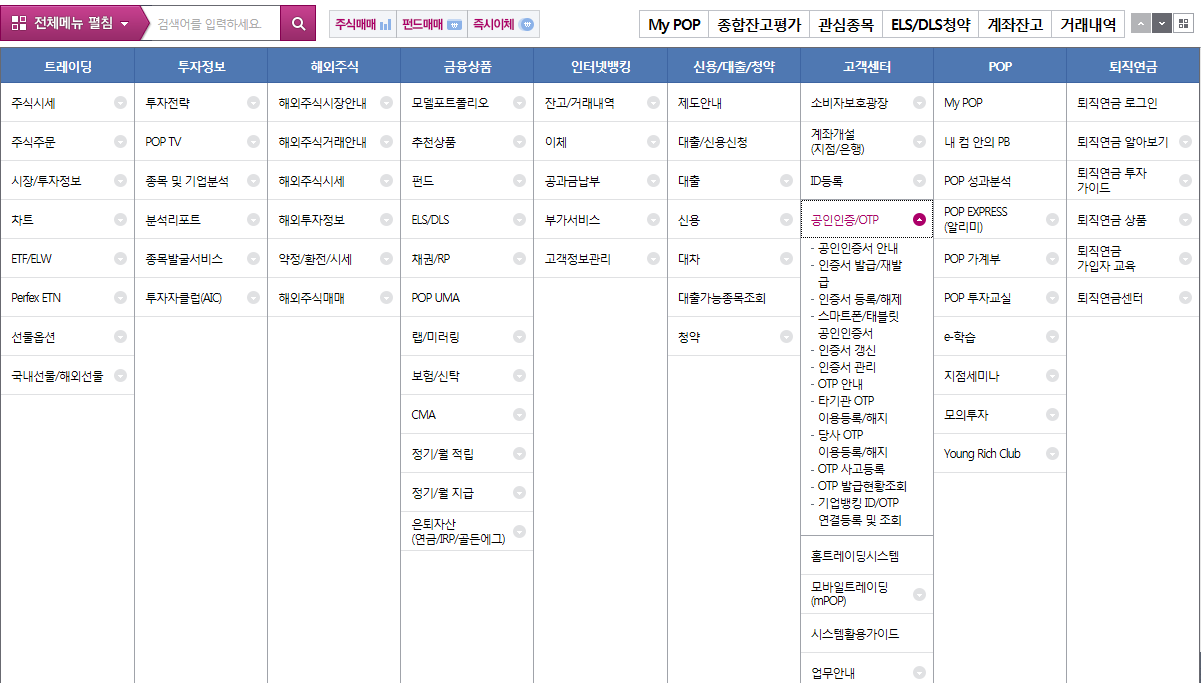 전체메뉴 펼침
검색어를 입력하세요.
주식매매
펀드매매
즉시이체
My POP
종합잔고평가
관심종목
ELS/DLS청약
계좌잔고
거래내역
트레이딩
주식시세
주식주문
시장/투자정보
차트
ETF/ELW
Perfex ETN
선물옵션
국내선물/해외선물
투자정보
투자전략
POP TV
종목 및 기업분석
분석리포트
종목발굴서비스
투자자클럽(AIC)
해외주식
해외주식시장안내
해외주식거래안내
해외주식시세
해외투자정보
약정/환전/시세
해외주식매매
금융상품
모델포트폴리오
추천상품
펀드
ELS/DLS
채권/RP
POP UMA
랩/미러링
보험/신탁
CMA
정기/월 적립
정기/월 지급
은퇴자산
(연금/IRP/골든에그)
인터넷뱅킹
잔고/거래내역
이체
공과금납부
부가서비스
고객정보관리
신용/대출/청약
제도안내
대출/신용신청
대출
신용
대차
대출가능종목조회
청약
고객센터
소비자보호광장
계좌개설
(지점/은행)
ID등록
공인인증/OTP
- 공인인증서 안내
- 인증서 발급/재발
급
- 인증서 등록/해제
- 스마트폰/태블릿
공인인증서
- 인증서 갱신
- 인증서 관리
- OTP 안내
- 타기관 OTP
이용등록/해지
- 당사 OTP
이용등록/해지
- OTP 사고등록
- OTP 발급현황조회
- 기업뱅킹 ID/OTP
연결등록 및 조회
홈트레이딩시스템
모바일트레이딩
(mPOP)
시스템활용가이드
업무안내
POP
My POP
내 컴 안의 PB
POP 성과분석
POP EXPRESS
(알리미)
POP 가계부
POP 투자교실
e-학습
지점세미나
모의투자
Young Rich Club
퇴직연금
퇴직연금 로그인
퇴직연금 알아보기
퇴직연금 투자
가이드
퇴직연금 상품
퇴직연금
가입자 교육
퇴직연금센터